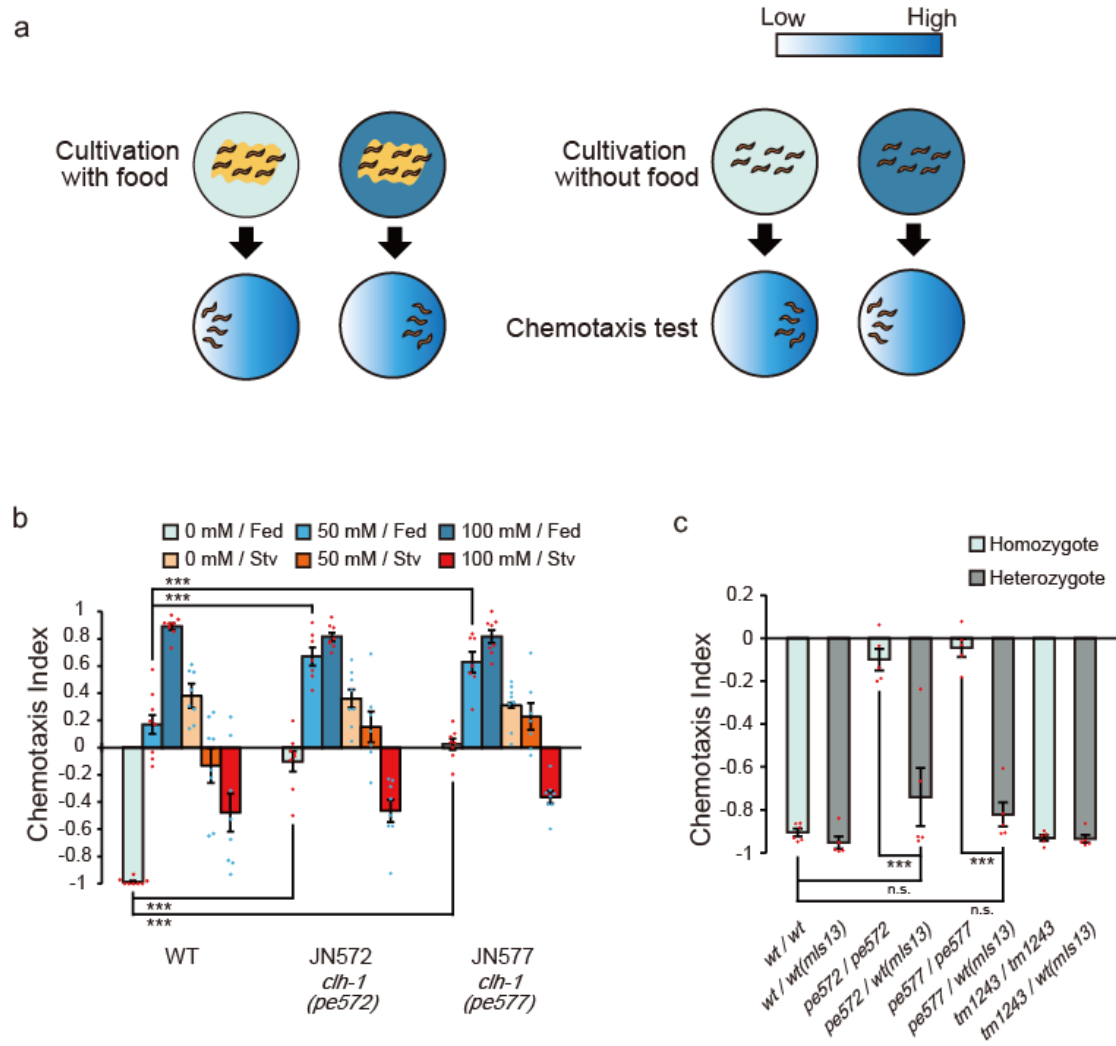 a
Low High
Cultivation
with food
Cultivation
without food
Chemotaxis test
b
0 mM / Fed 50 mM / Fed 100 mM / Fed
0 mM / Stv 50 mM / Stv 100 mM / Stv
***
***
1
0.8
0.6
0.4
0.2
0
-0.2
-0.4
-0.6
-0.8
-1
Chemotaxis Index
***
***
WT
JN572
clh-1
(pe572)
JN577
clh-1
(pe577)
c
Homozygote
Heterozygote
0.2
0
-0.2
-0.4
-0.6
-0.8
-1
Chemotaxis Index
***
***
n.s.
n.s.
wt / wt
wt / wt(mIs13)
pe572 / pe572
pe572 / wt(mIs13)
pe577 / pe577
pe577 / wt(mIs13)
tm1243 / tm1243
tm1243 / wt(mIs13)